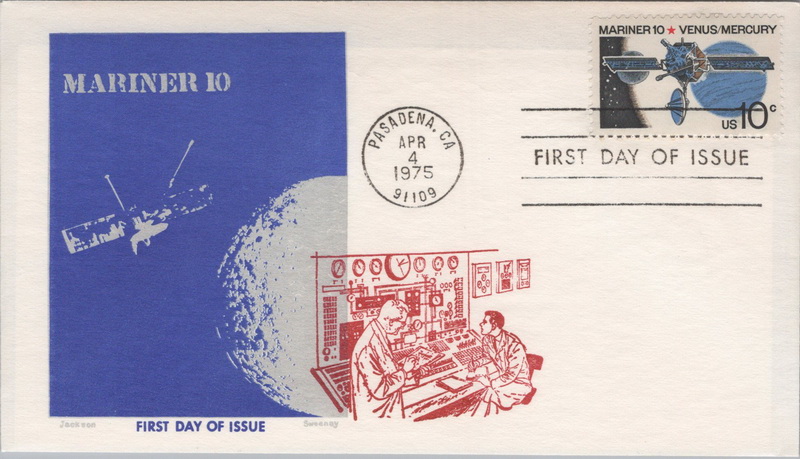 MARINER 10
PASADENA, CA
APR
4
1975
91109
MARINER 10 ★ VENUS/MERCURY
US 10c
FIRST DAY OF ISSUE
Jackson
FIRST DAY OF ISSUE
Sweeney